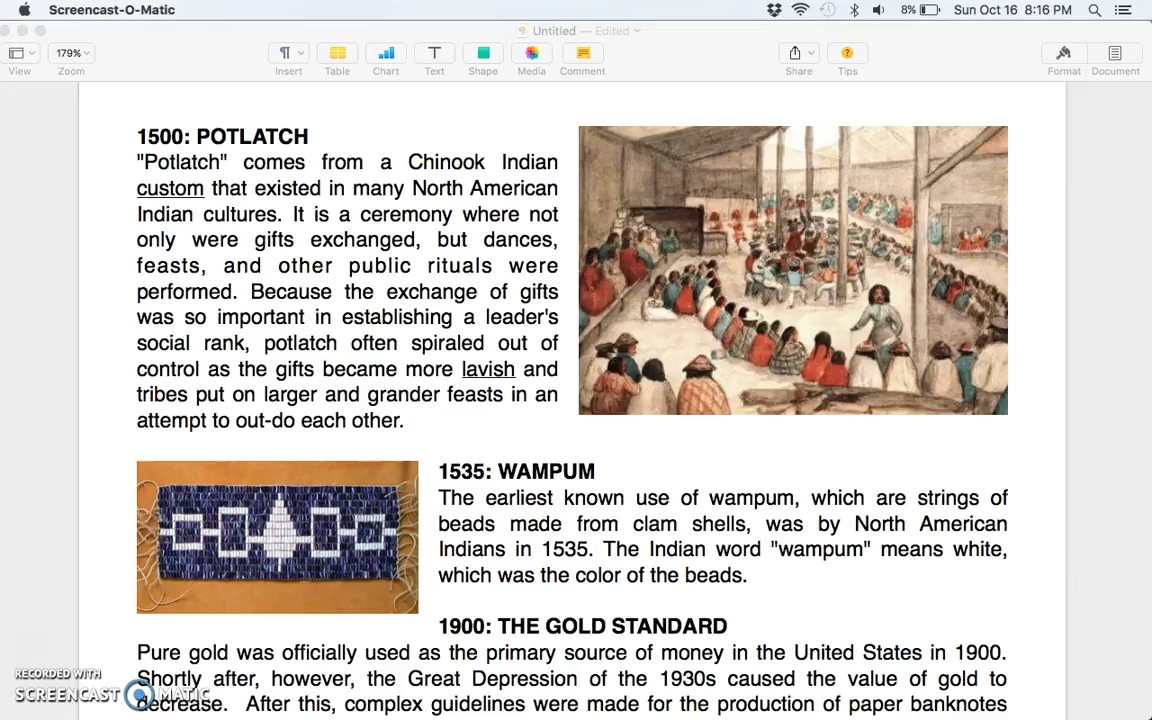 Screencast-O-Matic
8% Sun Oct 16 8:16 PM
Untitled — Edited
179%
View Zoom Insert Table Chart Text Shape Media Comment Share Tips Format Document
1500: POTLATCH
"Potlatch" comes from a Chinook Indian
custom that existed in many North American
Indian cultures. It is a ceremony where not
only were gifts exchanged, but dances,
feasts, and other public rituals were
performed. Because the exchange of gifts
was so important in establishing a leader's
social rank, potlatch often spiraled out of
control as the gifts became more lavish and
tribes put on larger and grander feasts in an
attempt to out-do each other.
1535: WAMPUM
The earliest known use of wampum, which are strings of
beads made from clam shells, was by North American
Indians in 1535. The Indian word "wampum" means white,
which was the color of the beads.
1900: THE GOLD STANDARD
Pure gold was officially used as the primary source of money in the United States in 1900.
Shortly after, however, the Great Depression of the 1930s caused the value of gold to
decrease. After this, complex guidelines were made for the production of paper banknotes
RECORDED WITH
SCREENCAST-O-MATIC